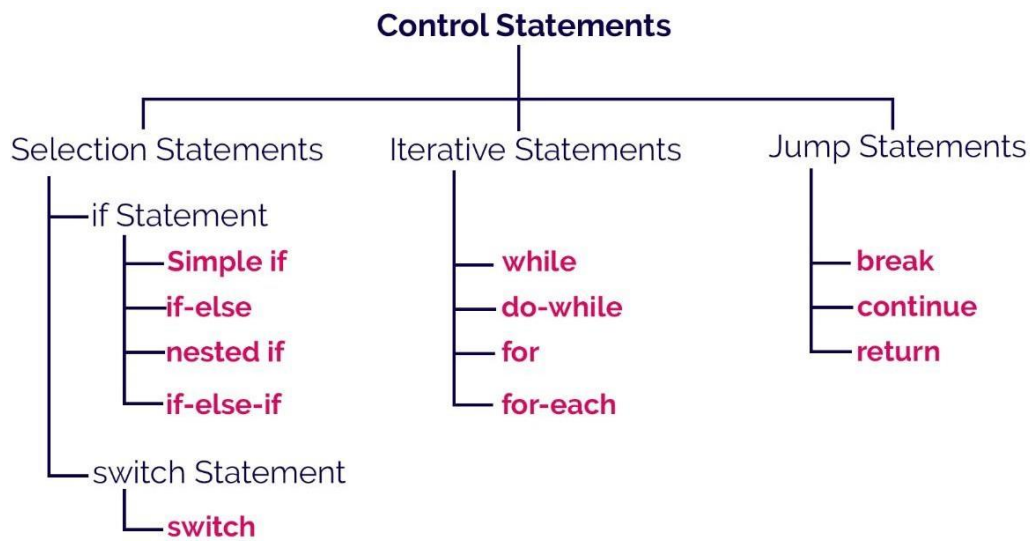 Control Statements
Selection Statements
if Statement
Simple if
if-else
nested if
if-else-if
switch Statement
switch
Iterative Statements
while
do-while
for
for-each
Jump Statements
break
continue
return